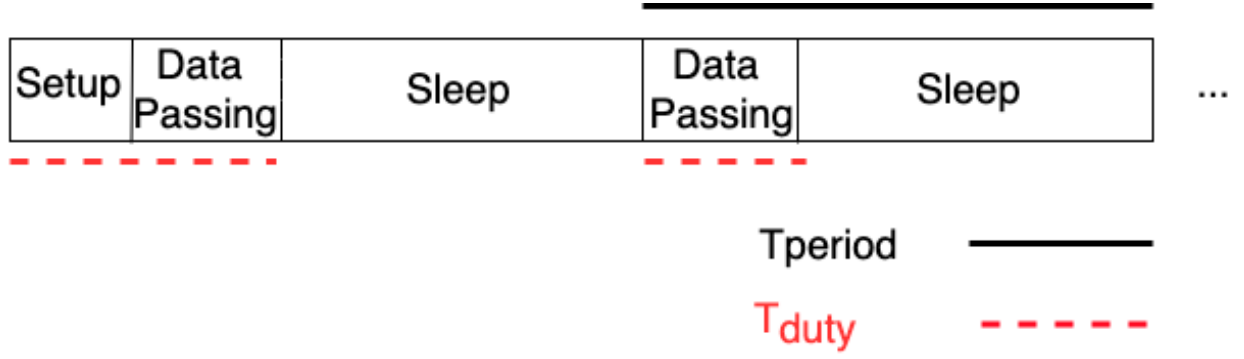 Setup
Data
Passing
Sleep
Data
Passing
Sleep
...
Tperiod
Tduty